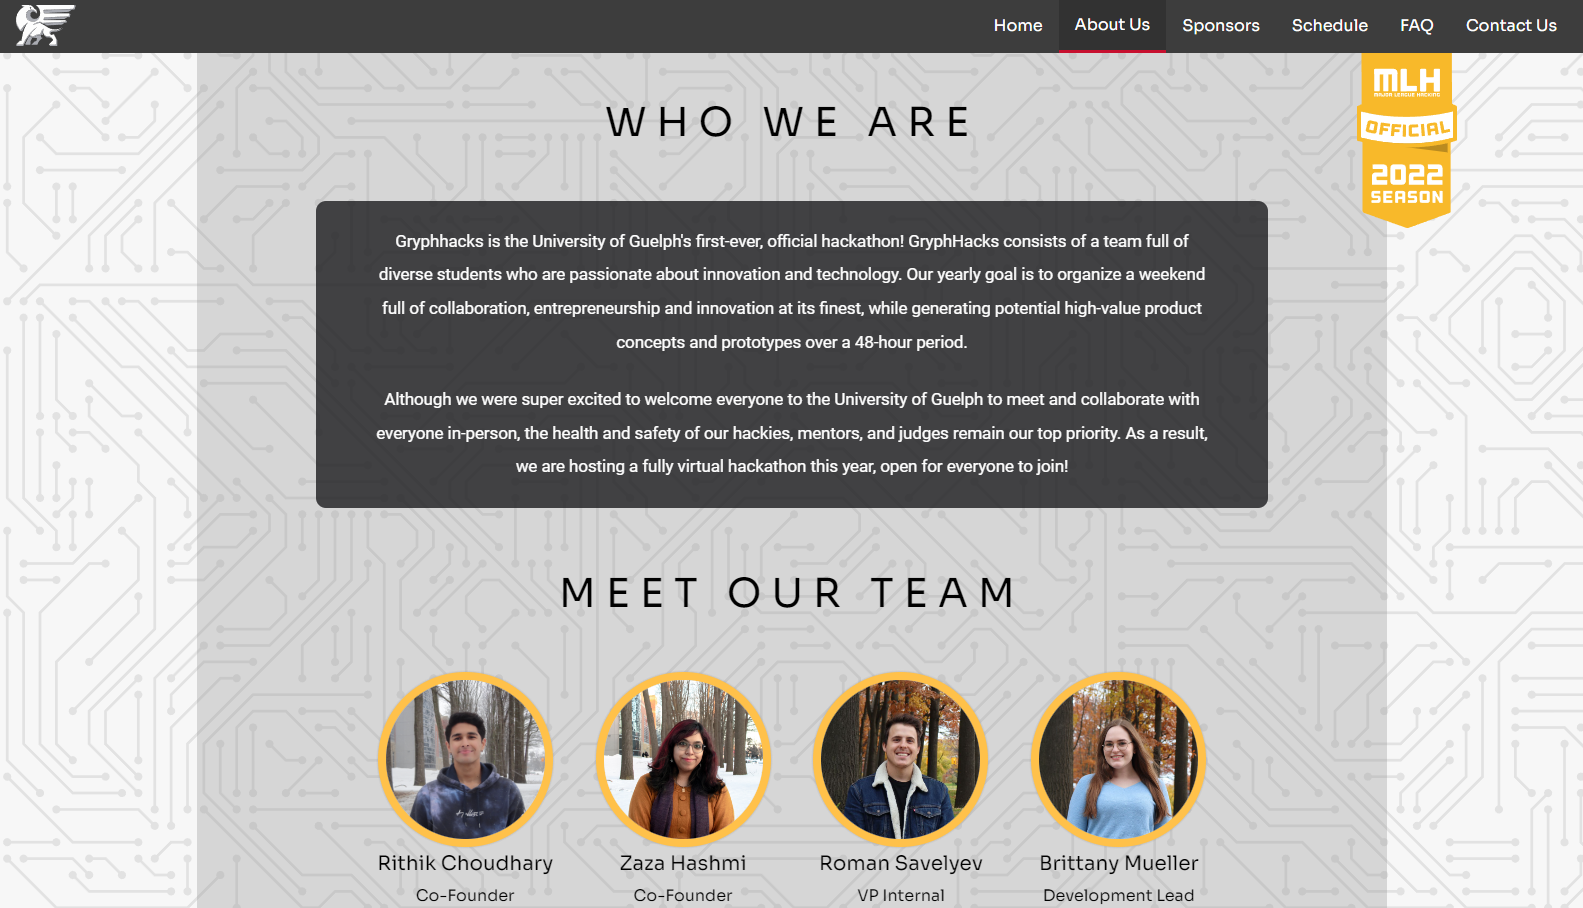 Home About Us Sponsors Schedule FAQ Contact Us
MLH
MAJOR LEAGUE HACKING
OFFICIAL
2022
SEASON
WHO WE ARE
Gryphhacks is the University of Guelph's first-ever, official hackathon! GryphHacks consists of a team full of
diverse students who are passionate about innovation and technology. Our yearly goal is to organize a weekend
full of collaboration, entrepreneurship and innovation at its finest, while generating potential high-value product
concepts and prototypes over a 48-hour period.
Although we were super excited to welcome everyone to the University of Guelph to meet and collaborate with
everyone in-person, the health and safety of our hackies, mentors, and judges remain our top priority. As a result,
we are hosting a fully virtual hackathon this year, open for everyone to join!
MEET OUR TEAM
Rithik Choudhary Zaza Hashmi Roman Savelyev Brittany Mueller
Co-Founder Co-Founder VP Internal Development Lead